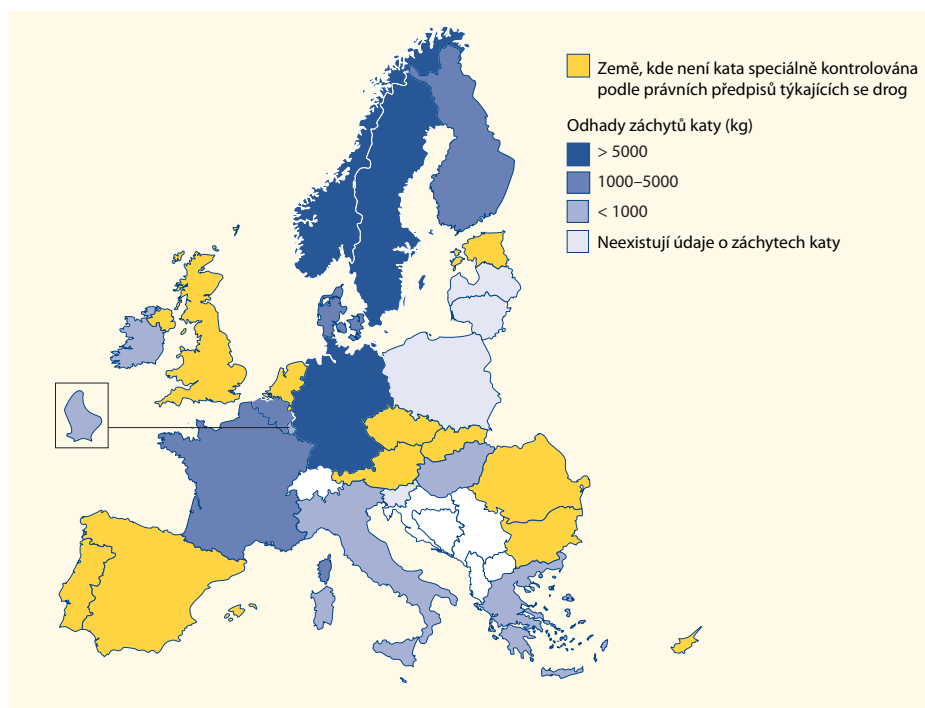 Země, kde není kata speciálně kontrolována
podle právních předpisů týkajících se drog
Odhady záchytů katy (kg)
> 5000
1000–5000
< 1000
Neexistují údaje o záchytech katy